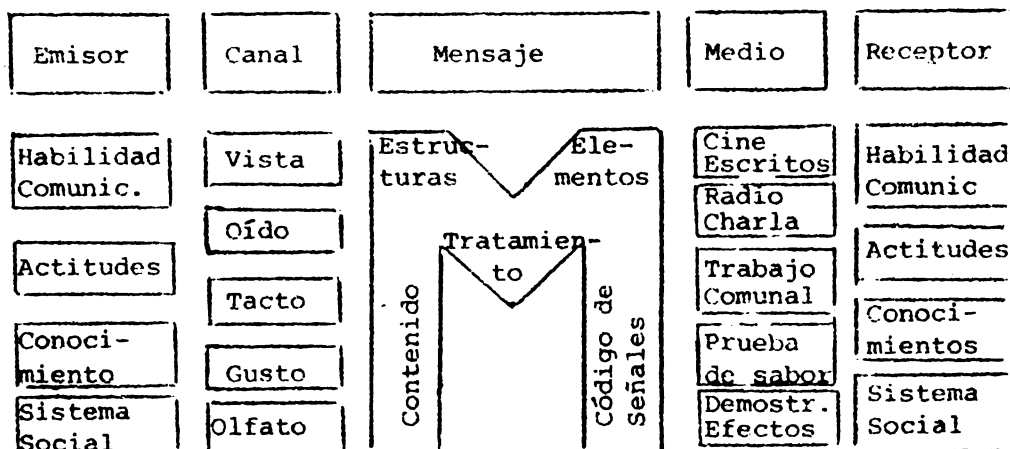 Emisor
Canal
Mensaje
Medio
Receptor
Habilidad
Comunic.
Actitudes
Conoci-
miento
Sistema
Social
Vista
Oído
Tacto
Gusto
Olfato
Estruc-
turas
Ele-
mentos
Tratamien-
to
Contenido
Código de
Señales
Cine
Escritos
Radio
Charla
Trabajo
Comunal
Prueba
de sabor
Demostr.
Efectos
Habilidad
Comunic
Actitudes
Conoci-
mientos
Sistema
Social